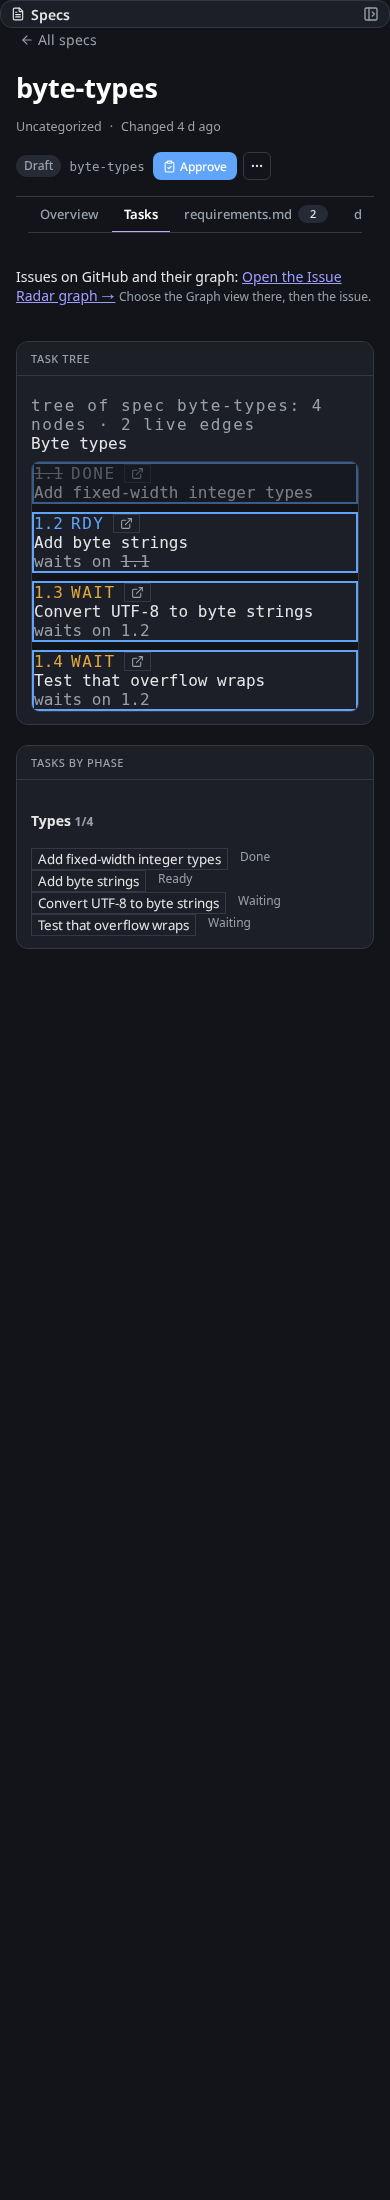 Specs
All specs
byte-types
Uncategorized · Changed 4 d ago
Draft byte-types Approve
Overview Tasks requirements.md 2 d
Issues on GitHub and their graph: Open the Issue
Radar graph → Choose the Graph view there, then the issue.
TASK TREE
tree of spec byte-types: 4
nodes · 2 live edges
Byte types
1.1 DONE
Add fixed-width integer types
1.2 RDY
Add byte strings
waits on 1.1
1.3 WAIT
Convert UTF-8 to byte strings
waits on 1.2
1.4 WAIT
Test that overflow wraps
waits on 1.2
TASKS BY PHASE
Types 1/4
Add fixed-width integer types Done
Add byte strings Ready
Convert UTF-8 to byte strings Waiting
Test that overflow wraps Waiting